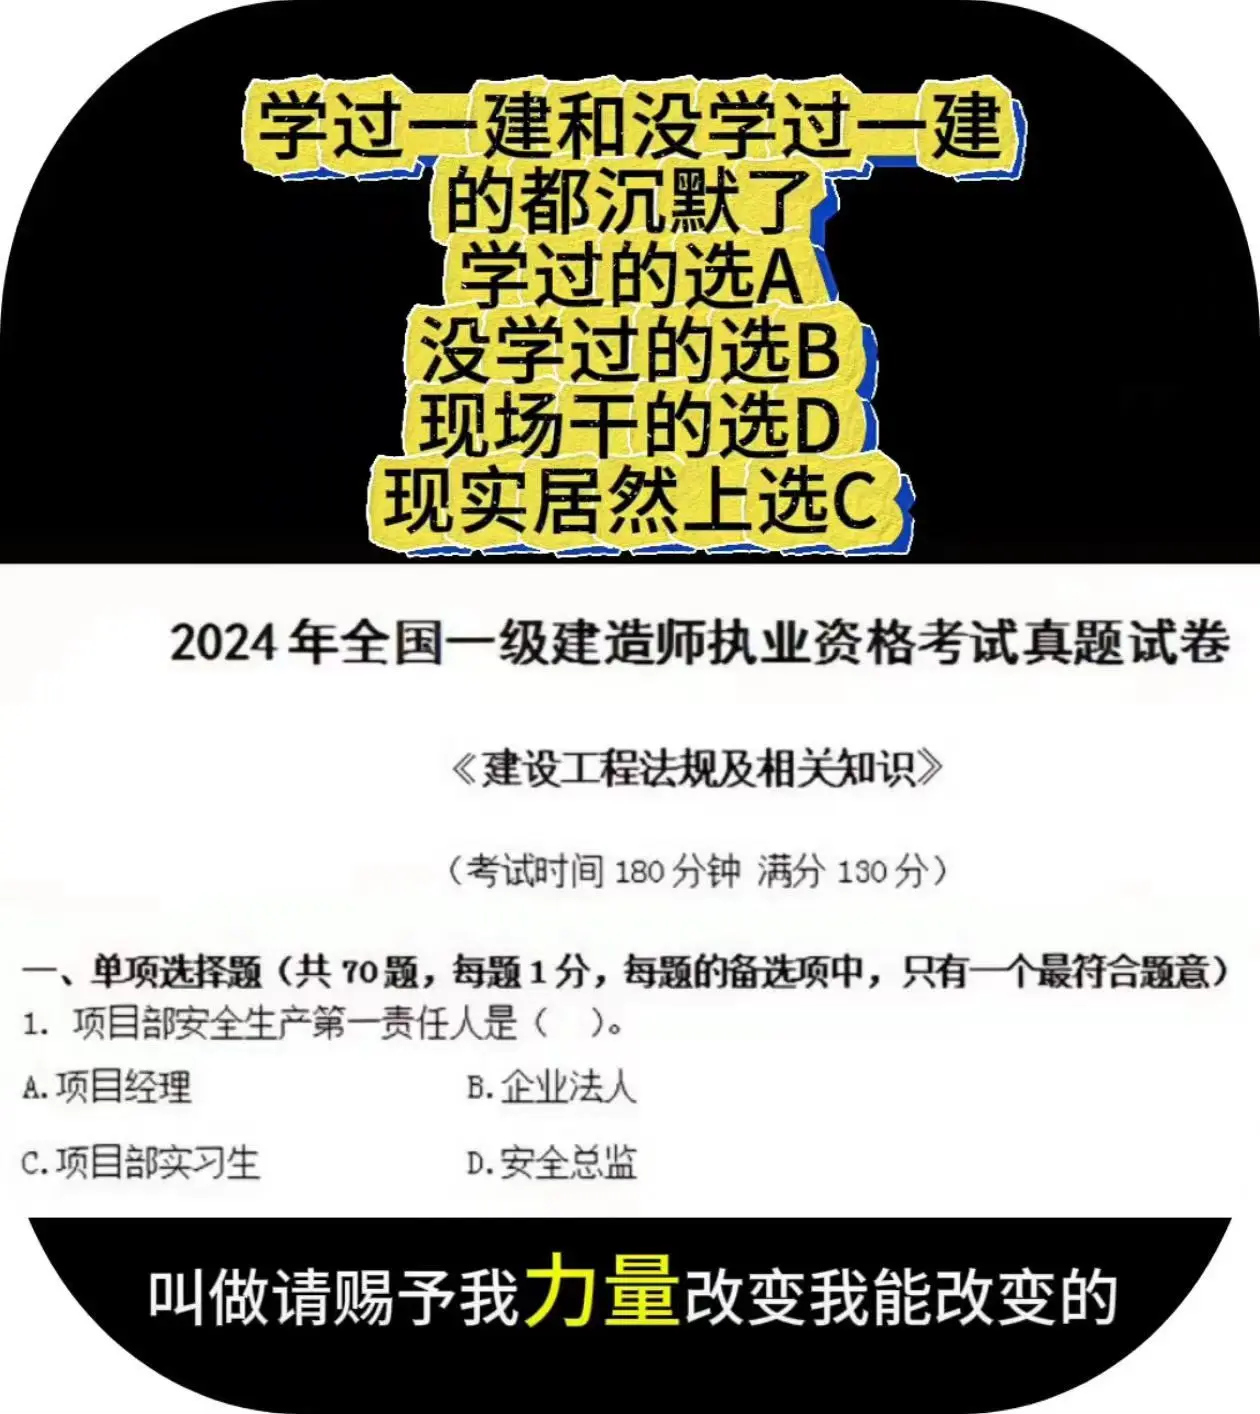 学过一建和没学过一建
的都沉默了
学过的选A
没学过的选B
现场干的选D
现实居然上选C
2024年全国一级建造师执业资格考试真题试卷
《建设工程法规及相关知识》
（考试时间180分钟 满分130分）
一、单项选择题（共70题，每题1分，每题的备选项中，只有一个最符合题意）
1. 项目部安全生产第一责任人是（ ）。
A.项目经理 B.企业法人
C.项目部实习生 D.安全总监
叫做请赐予我力量改变我能改变的